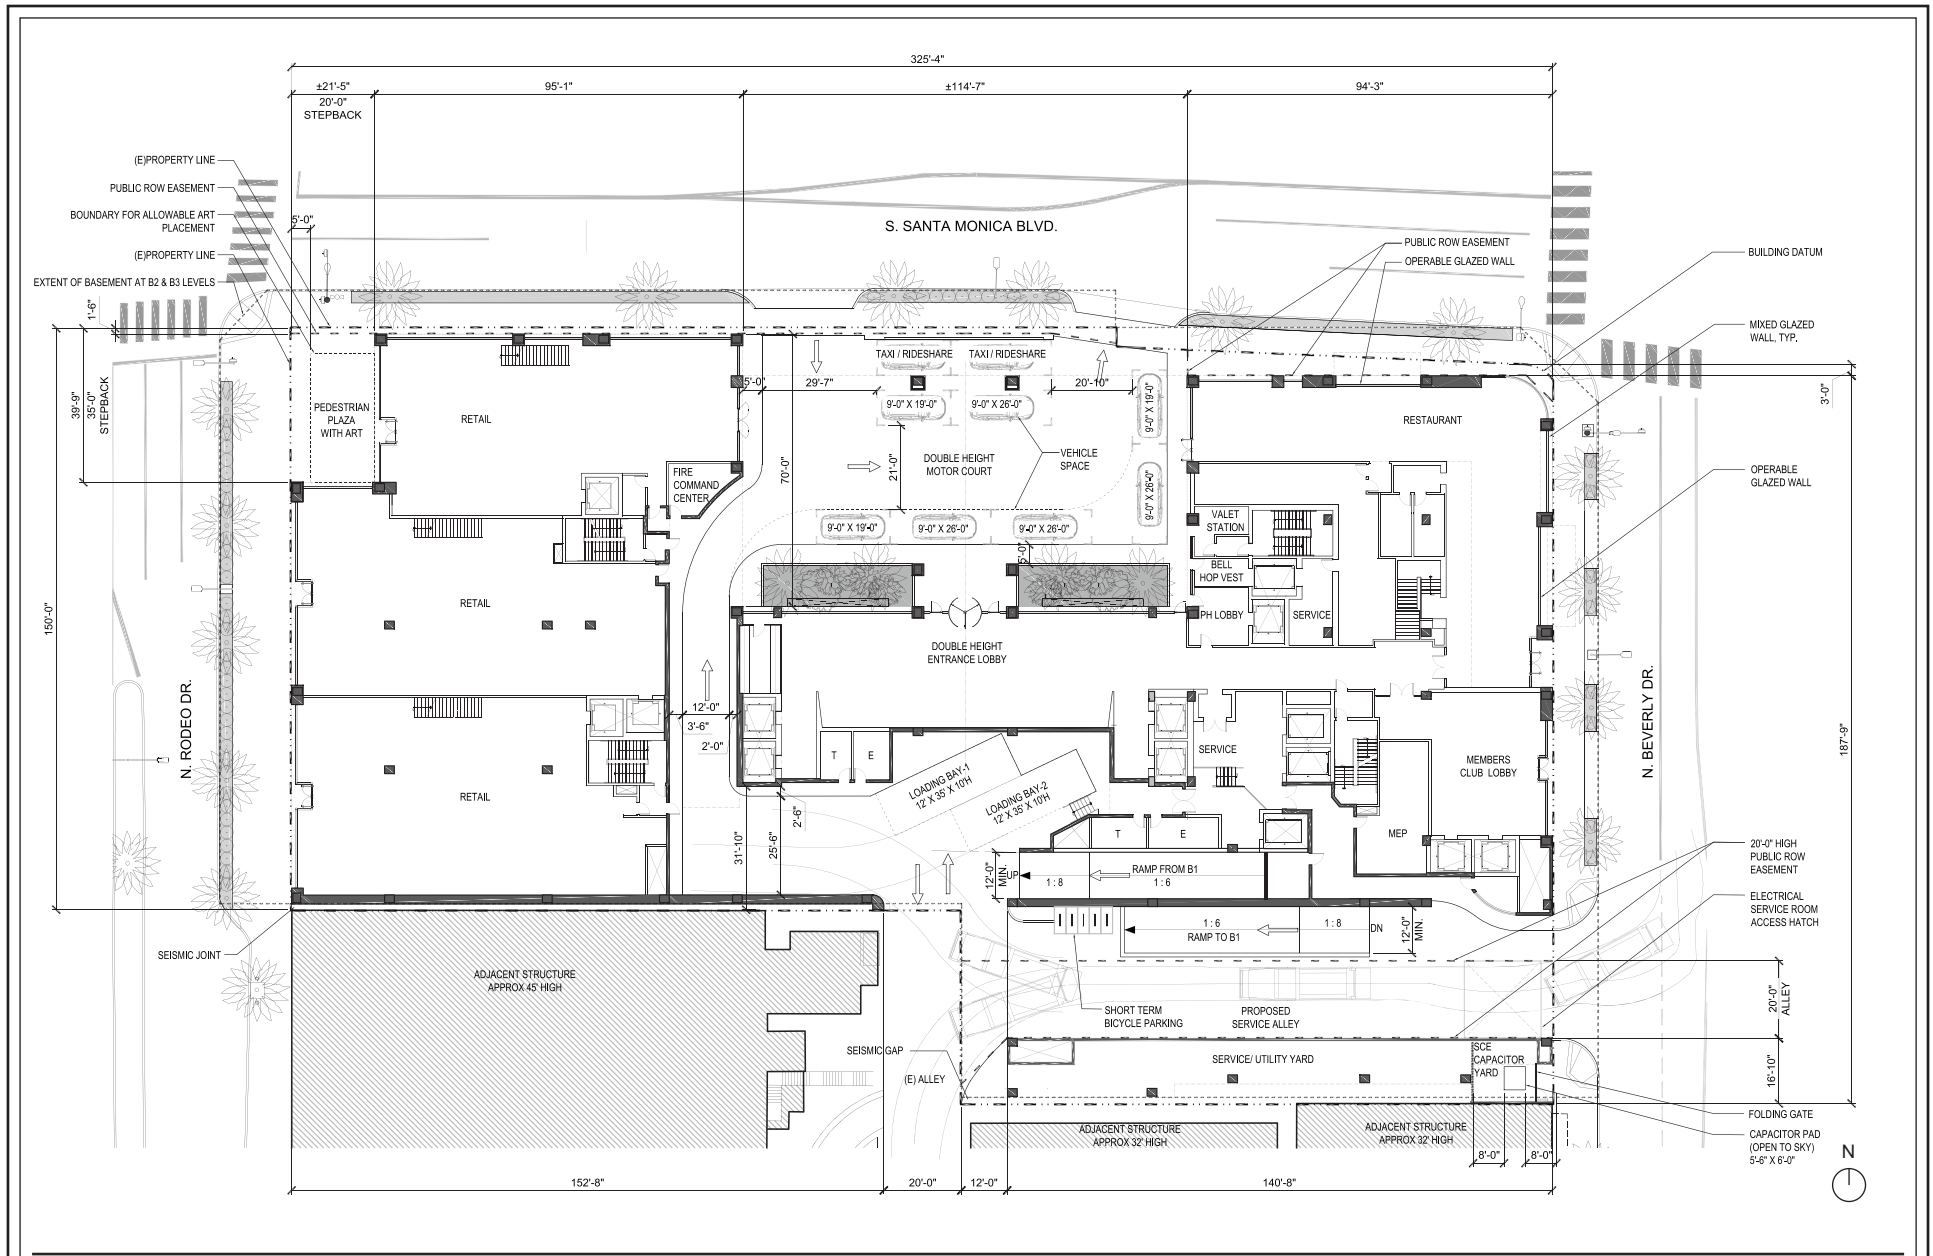 325'-4"
±21'-5"
95'-1"
±114'-7"
94'-3"
20'-0"
STEPBACK
(E)PROPERTY LINE
PUBLIC ROW EASEMENT
BOUNDARY FOR ALLOWABLE ART
PLACEMENT
(E)PROPERTY LINE
EXTENT OF BASEMENT AT B2 & B3 LEVELS
5'-0"
S. SANTA MONICA BLVD.
PUBLIC ROW EASEMENT
OPERABLE GLAZED WALL
BUILDING DATUM
MIXED GLAZED
WALL, TYP.
OPERABLE
GLAZED WALL
1'-6"
39'-9"
35'-0"
STEPBACK
150'-0"
3'-0"
187'-9"
PEDESTRIAN
PLAZA
WITH ART
RETAIL
FIRE
COMMAND
CENTER
TAXI / RIDESHARE
TAXI / RIDESHARE
5'-0"
29'-7"
20'-10"
9'-0" X 19'-0"
9'-0" X 26'-0"
9'-0" X 19'-0"
9'-0" X 26'-0"
70'-0"
21'-0"
DOUBLE HEIGHT
MOTOR COURT
VEHICLE
SPACE
9'-0" X 19'-0"
9'-0" X 26'-0"
9'-0" X 26'-0"
RESTAURANT
VALET
STATION
BELL
HOP VEST
PH LOBBY
SERVICE
RETAIL
DOUBLE HEIGHT
ENTRANCE LOBBY
N. RODEO DR.
N. BEVERLY DR.
12'-0"
3'-6"
2'-0"
T
E
RETAIL
LOADING BAY-1
12' X 35' X 10'H
LOADING BAY-2
12' X 35' X 10'H
SERVICE
MEMBERS
CLUB LOBBY
MEP
T
E
2'-6"
31'-10"
25'-6"
12'-0"
MIN.
UP
RAMP FROM B1
1 : 8
1 : 6
1 : 6
1 : 8
RAMP TO B1
DN
12'-0"
MIN.
20'-0" HIGH
PUBLIC ROW
EASEMENT
ELECTRICAL
SERVICE ROOM
ACCESS HATCH
SEISMIC JOINT
ADJACENT STRUCTURE
APPROX 45' HIGH
SHORT TERM
BICYCLE PARKING
PROPOSED
SERVICE ALLEY
20'-0"
ALLEY
SEISMIC GAP
(E) ALLEY
SERVICE/ UTILITY YARD
SCE
CAPACITOR
YARD
16'-10"
FOLDING GATE
CAPACITOR PAD
(OPEN TO SKY)
5'-6" X 6'-0"
ADJACENT STRUCTURE
APPROX 32' HIGH
ADJACENT STRUCTURE
APPROX 32' HIGH
8'-0"
8'-0"
N
152'-8"
20'-0"
12'-0"
140'-8"